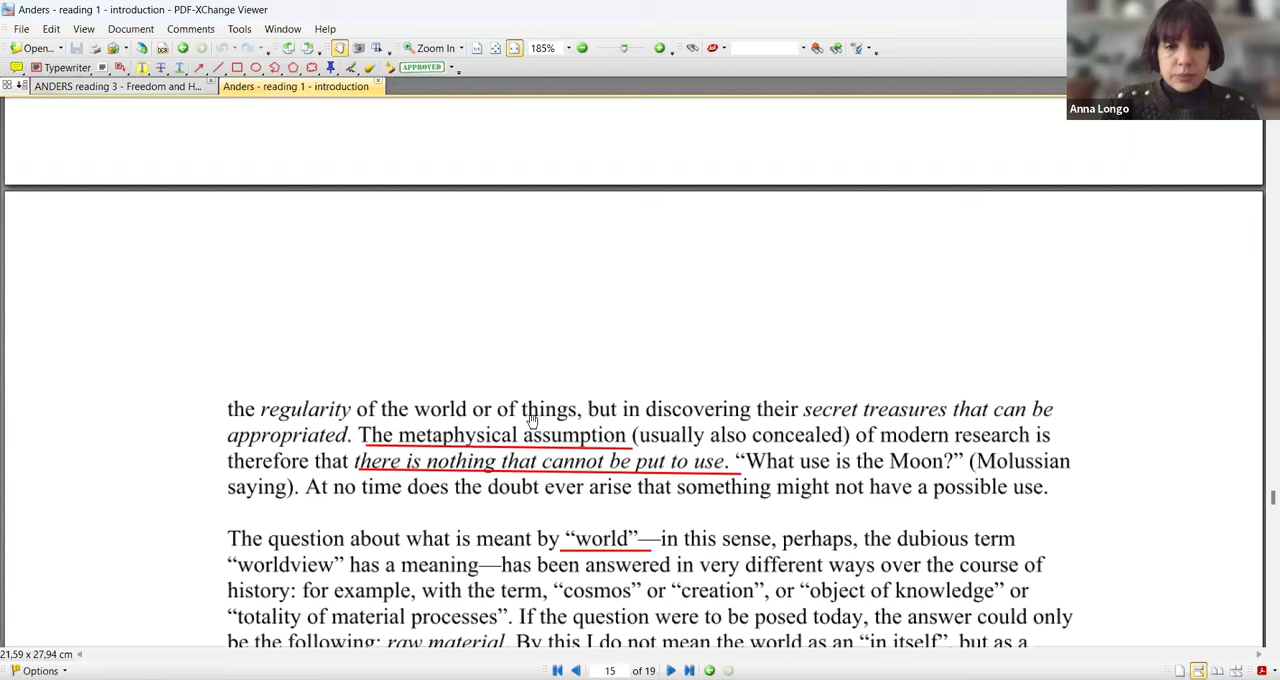 Anders - reading 1 - introduction - PDF-XChange Viewer
File Edit View Document Comments Tools Window Help
Open... Zoom In 185%
Typewriter APPROVED
ANDERS reading 3 - Freedom and H... Anders - reading 1 - introduction
Anna Longo
the regularity of the world or of things, but in discovering their secret treasures that can be
appropriated. The metaphysical assumption (usually also concealed) of modern research is
therefore that there is nothing that cannot be put to use. “What use is the Moon?” (Molussian
saying). At no time does the doubt ever arise that something might not have a possible use.
The question about what is meant by “world”—in this sense, perhaps, the dubious term
“worldview” has a meaning—has been answered in very different ways over the course of
history: for example, with the term, “cosmos” or “creation”, or “object of knowledge” or
“totality of material processes”. If the question were to be posed today, the answer could only
be the following: raw material. By this I do not mean the world as an “in itself”, but as a
21,59 x 27,94 cm
Options 15 of 19